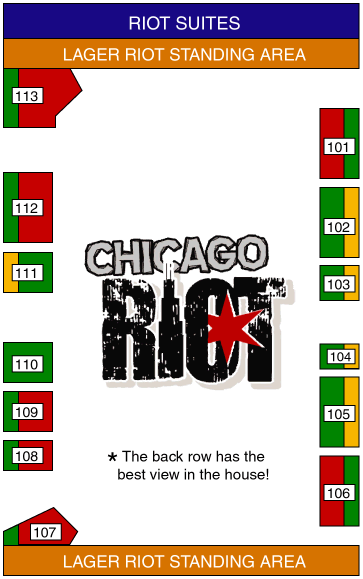 RIOT SUITES
LAGER RIOT STANDING AREA
113
101
112
102
111
103
CHICAGO
RIOT
110
104
109
105
108
* The back row has the
best view in the house!
106
107
LAGER RIOT STANDING AREA